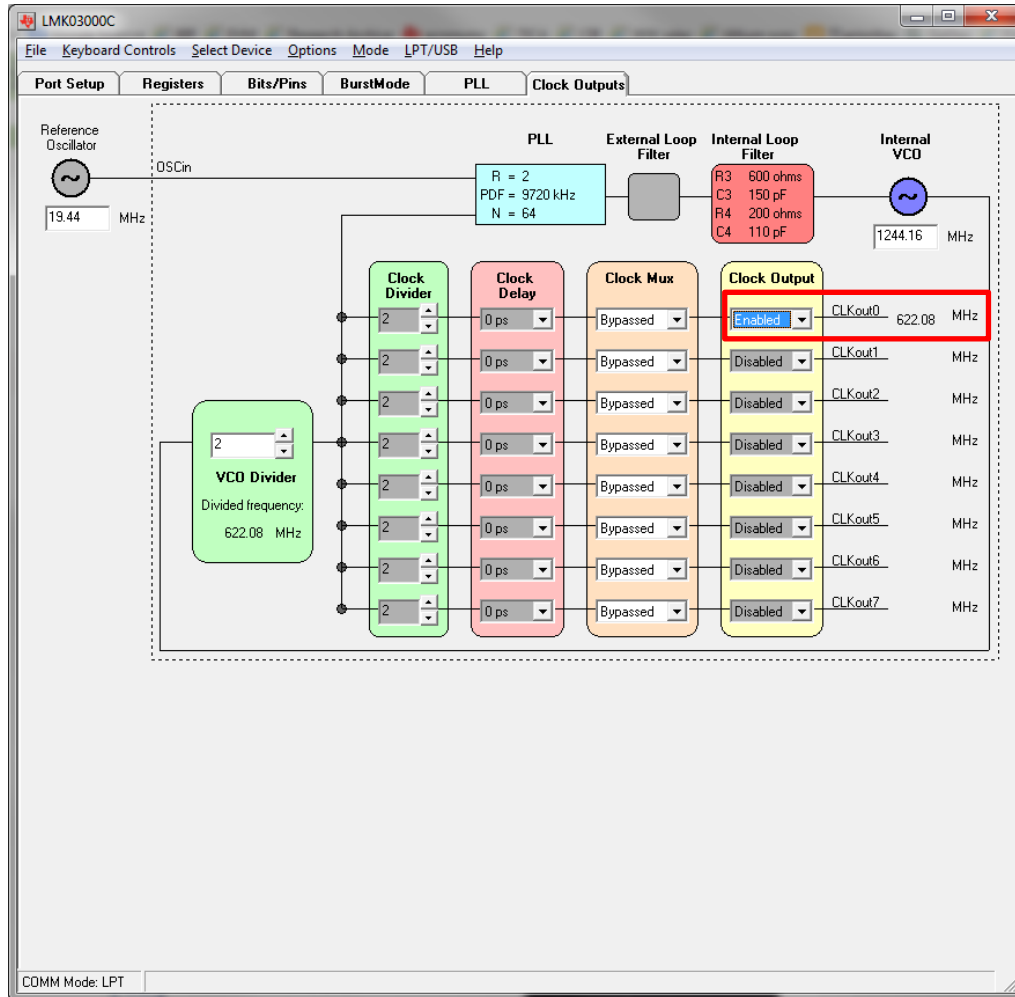 LMK03000C
File Keyboard Controls Select Device Options Mode LPT/USB Help
Port Setup Registers Bits/Pins BurstMode PLL Clock Outputs
Reference
Oscillator
OSCin
19.44 MHz
PLL
R = 2
PDF = 9720 kHz
N = 64
External Loop
Filter
Internal Loop
Filter
R3 600 ohms
C3 150 pF
R4 200 ohms
C4 110 pF
Internal
VCO
1244.16 MHz
Clock
Divider
Clock
Delay
Clock Mux
Clock Output
2 0 ps Bypassed Enabled CLKout0 622.08 MHz
2 0 ps Bypassed Disabled CLKout1 MHz
2 0 ps Bypassed Disabled CLKout2 MHz
2 0 ps Bypassed Disabled CLKout3 MHz
2 0 ps Bypassed Disabled CLKout4 MHz
2 0 ps Bypassed Disabled CLKout5 MHz
2 0 ps Bypassed Disabled CLKout6 MHz
2 0 ps Bypassed Disabled CLKout7 MHz
2
VCO Divider
Divided frequency:
622.08 MHz
COMM Mode: LPT